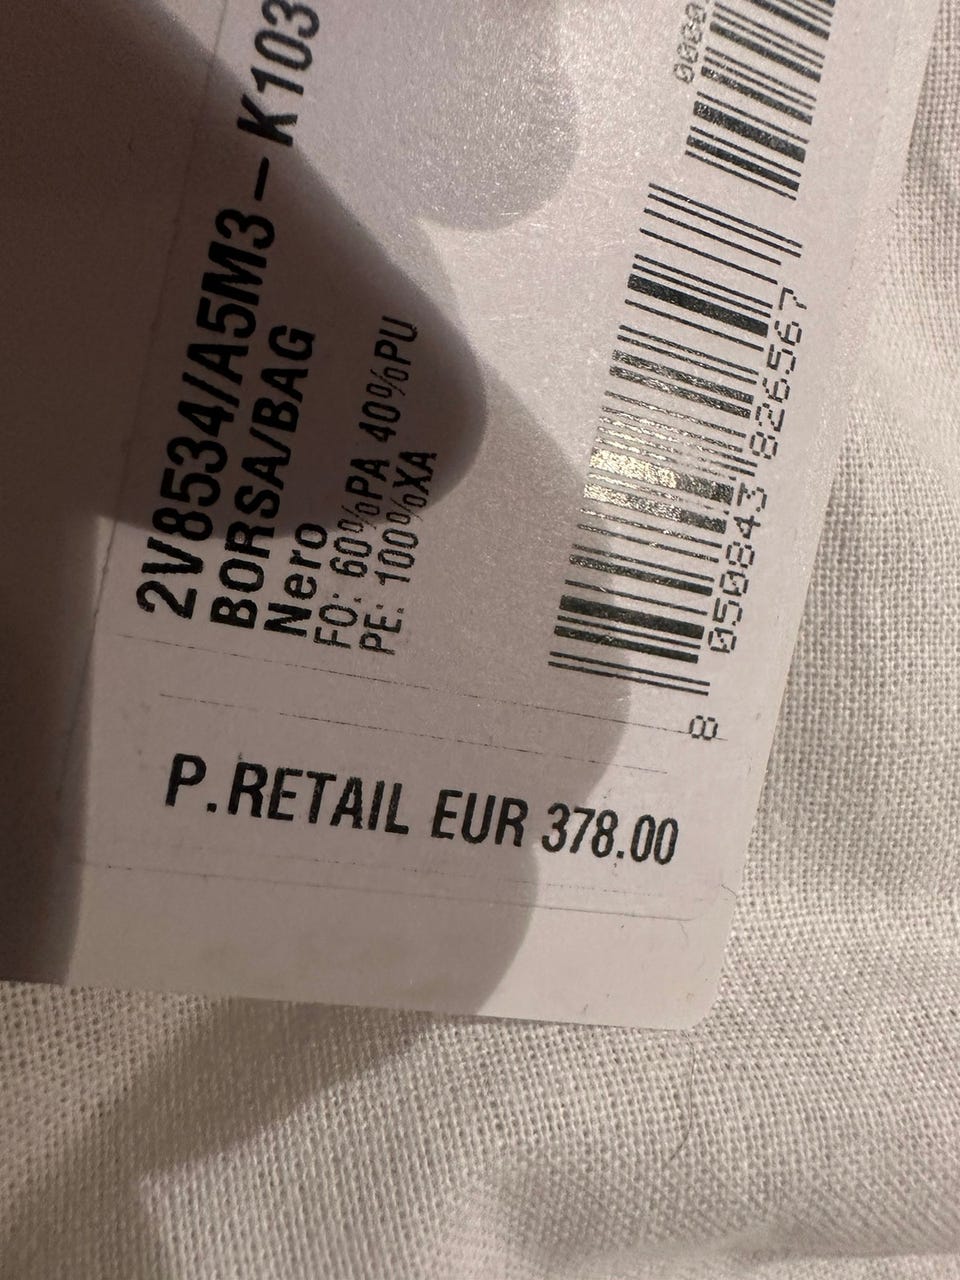 2V8534/A5M3-K103
BORSA/BAG
Nero
FO: 60%PA 40%PU
PE: 100%XA
8 050843 826567
P.RETAIL EUR 378.00